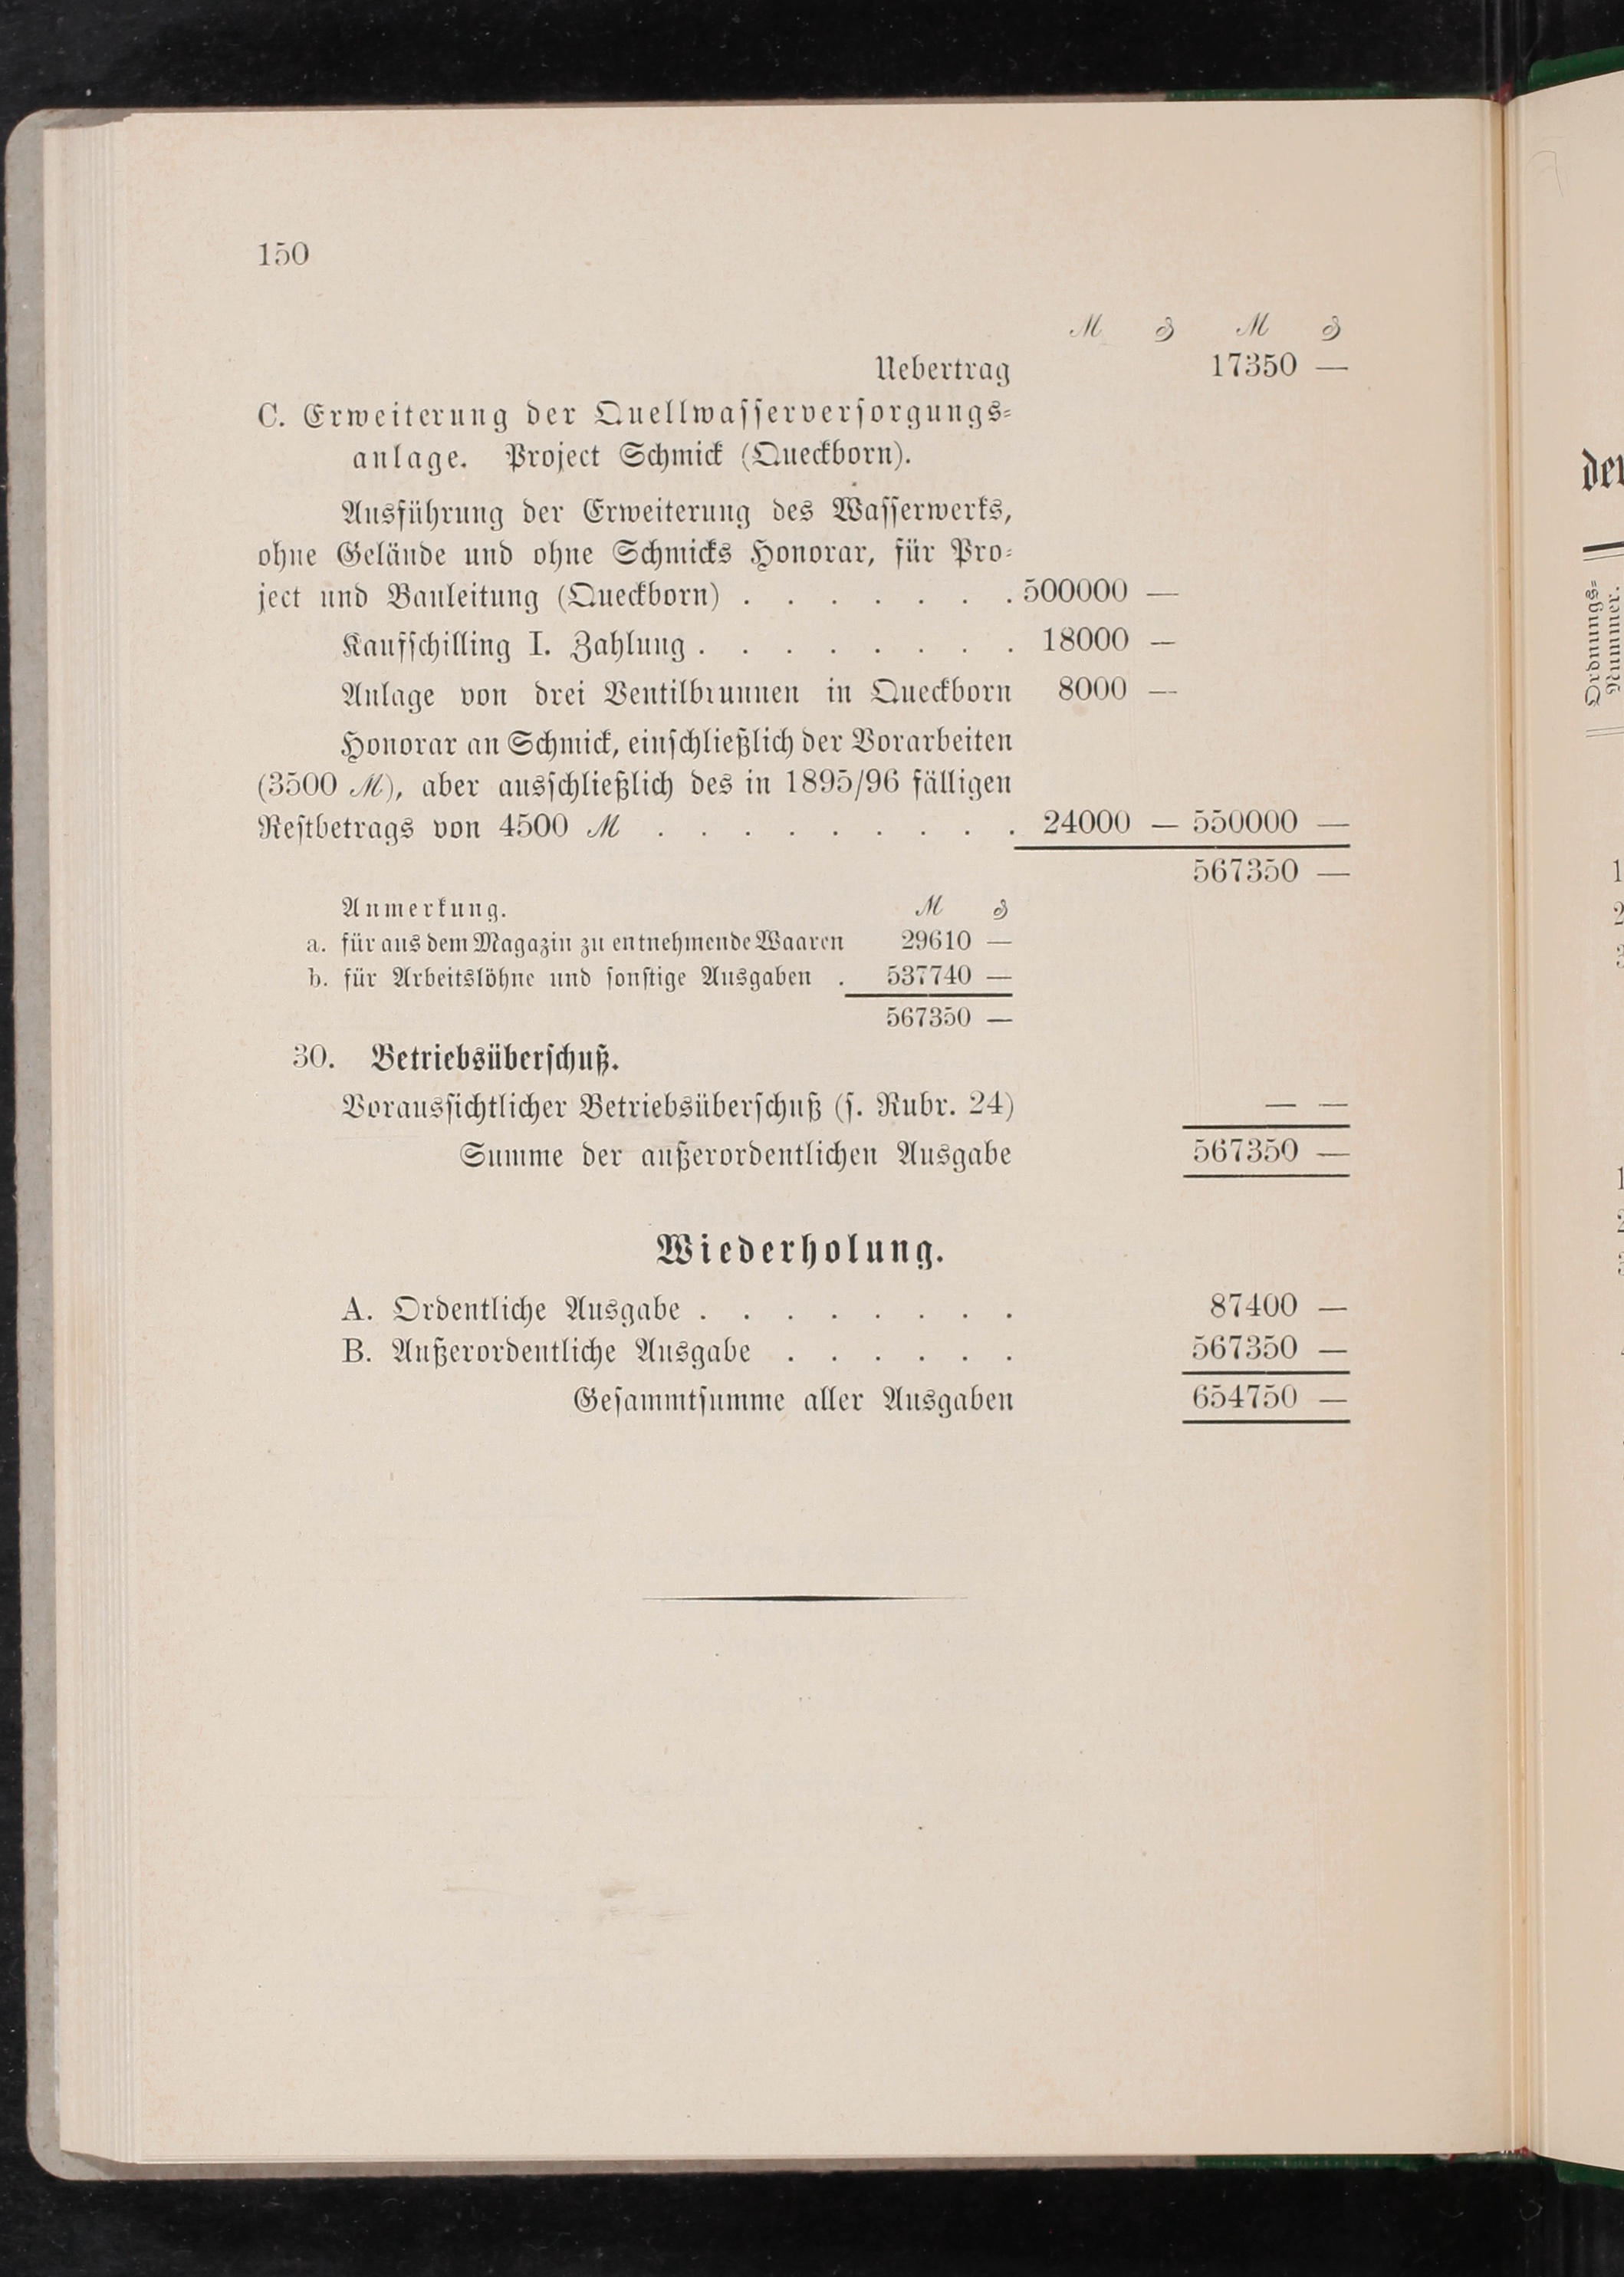 150
ℳ ₰ ℳ ₰
Uebertrag 17350 —
C. Erweiterung der Quellwasserversorgungs-
anlage. Project Schmick (Queckborn).
Ausführung der Erweiterung des Wasserwerks,
ohne Gelände und ohne Schmicks Honorar, für Pro-
ject und Bauleitung (Queckborn) . . . . . . . 500000 —
Kaufschilling I. Zahlung . . . . . . . . 18000 —
Anlage von drei Ventilbrunnen in Queckborn 8000 —
Honorar an Schmick, einschließlich der Vorarbeiten
(3500 ℳ), aber ausschließlich des in 1895/96 fälligen
Restbetrags von 4500 ℳ . . . . . . . . . 24000 — 550000 —
567350 —
Anmerkung. ℳ ₰
a. für aus dem Magazin zu entnehmende Waaren 29610 —
b. für Arbeitslöhne und sonstige Ausgaben . 537740 —
567350 —
30. Betriebsüberschuß.
Voraussichtlicher Betriebsüberschuß (s. Rubr. 24) — —
Summe der außerordentlichen Ausgabe 567350 —
Wiederholung.
A. Ordentliche Ausgabe . . . . . . . . 87400 —
B. Außerordentliche Ausgabe . . . . . . 567350 —
Gesammtsumme aller Ausgaben 654750 —
Ordnungs-
Nummer.